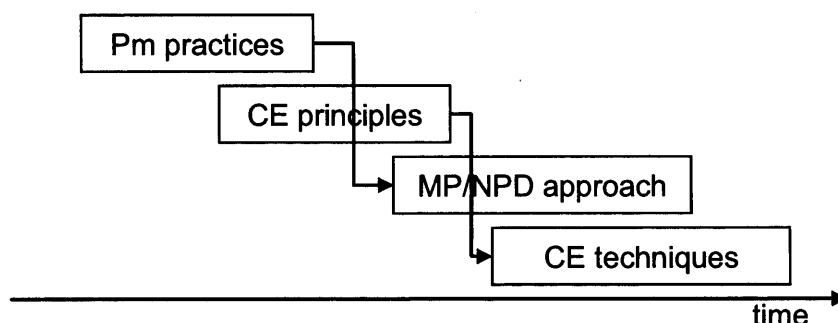 Pm practices
CE principles
MP/NPD approach
CE techniques
time